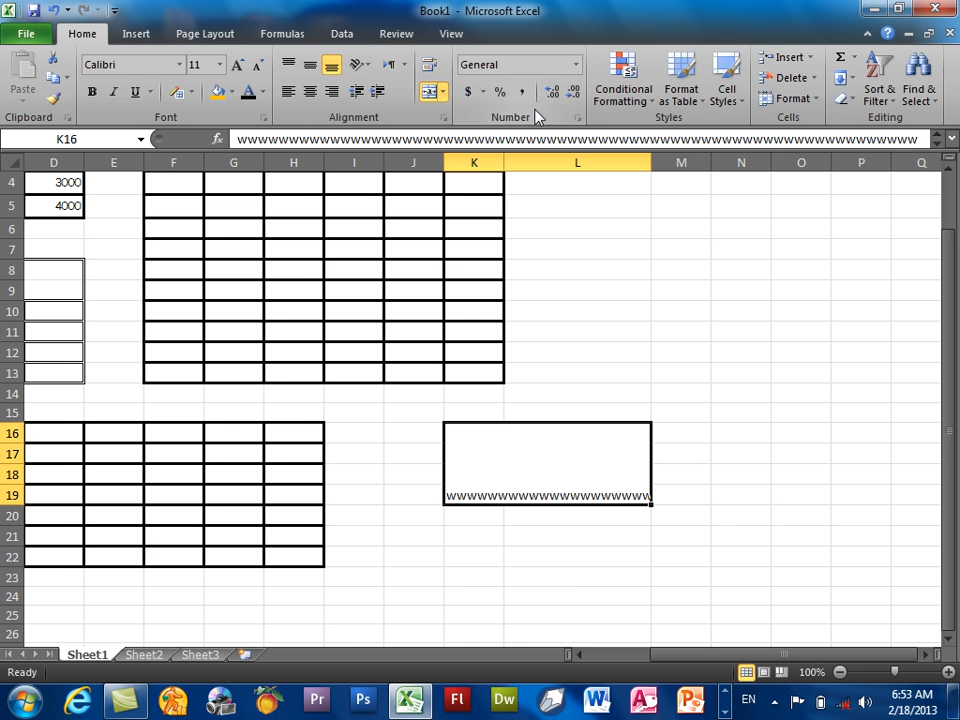 Book1 - Microsoft Excel
File Home Insert Page Layout Formulas Data Review View
Paste
Calibri 11
B I U A
General
$ % ,
Conditional Formatting
Format as Table
Cell Styles
Insert
Delete
Format
Σ
Sort & Filter
Find & Select
Clipboard Font Alignment Number Styles Cells Editing
K16 fx
D E F G H I J K L M N O P Q
4 3000
5 4000
6
7
8
9
10
11
12
13
14
15
16
17
18
19
20
21
22
23
24
25
26
Sheet1 Sheet2 Sheet3
Ready 100%
Pr Ps Fl Dw W A P EN
6:53 AM
2/18/2013